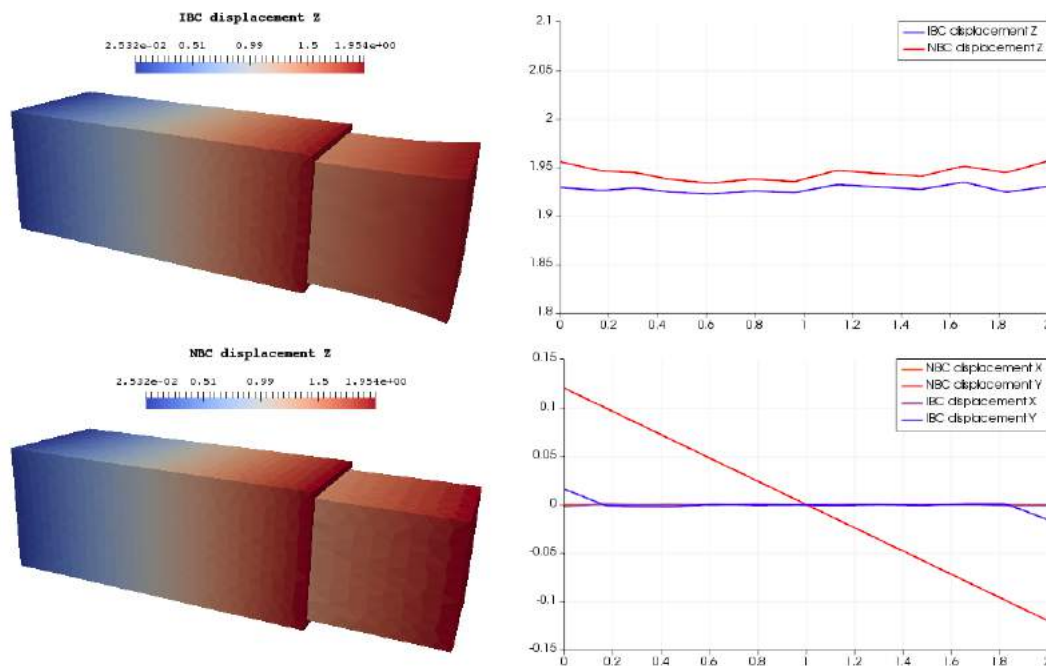 IBC displacement Z
2.532e-02 0.51 0.99 1.5 1.954e+00
2.1
2.05
2
1.95
1.9
1.85
1.8
0 0.2 0.4 0.6 0.8 1 1.2 1.4 1.6 1.8 2
IBC displacement Z
NBC displacement Z
NBC displacement Z
2.532e-02 0.51 0.99 1.5 1.954e+00
0.15
0.1
0.05
0
-0.05
-0.1
-0.15
0 0.2 0.4 0.6 0.8 1 1.2 1.4 1.6 1.8 2
NBC displacement X
NBC displacement Y
IBC displacement X
IBC displacement Y